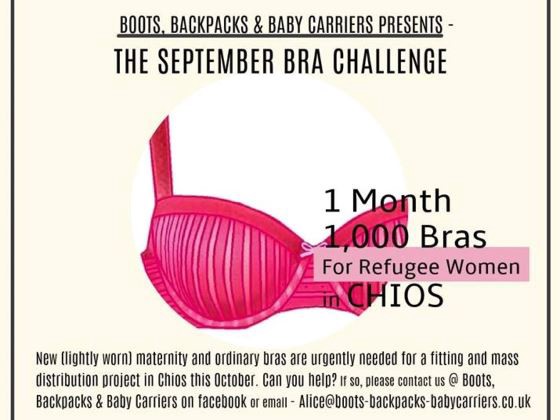 BOOTS, BACKPACKS & BABY CARRIERS PRESENTS -
THE SEPTEMBER BRA CHALLENGE
1 Month
1,000 Bras
For Refugee Women
in CHIOS
New (lightly worn) maternity and ordinary bras are urgently needed for a fitting and mass
distribution project in Chios this October. Can you help? If so, please contact us @ Boots,
Backpacks & Baby Carriers on facebook or email - Alice@boots-backpacks-babycarriers.co.uk